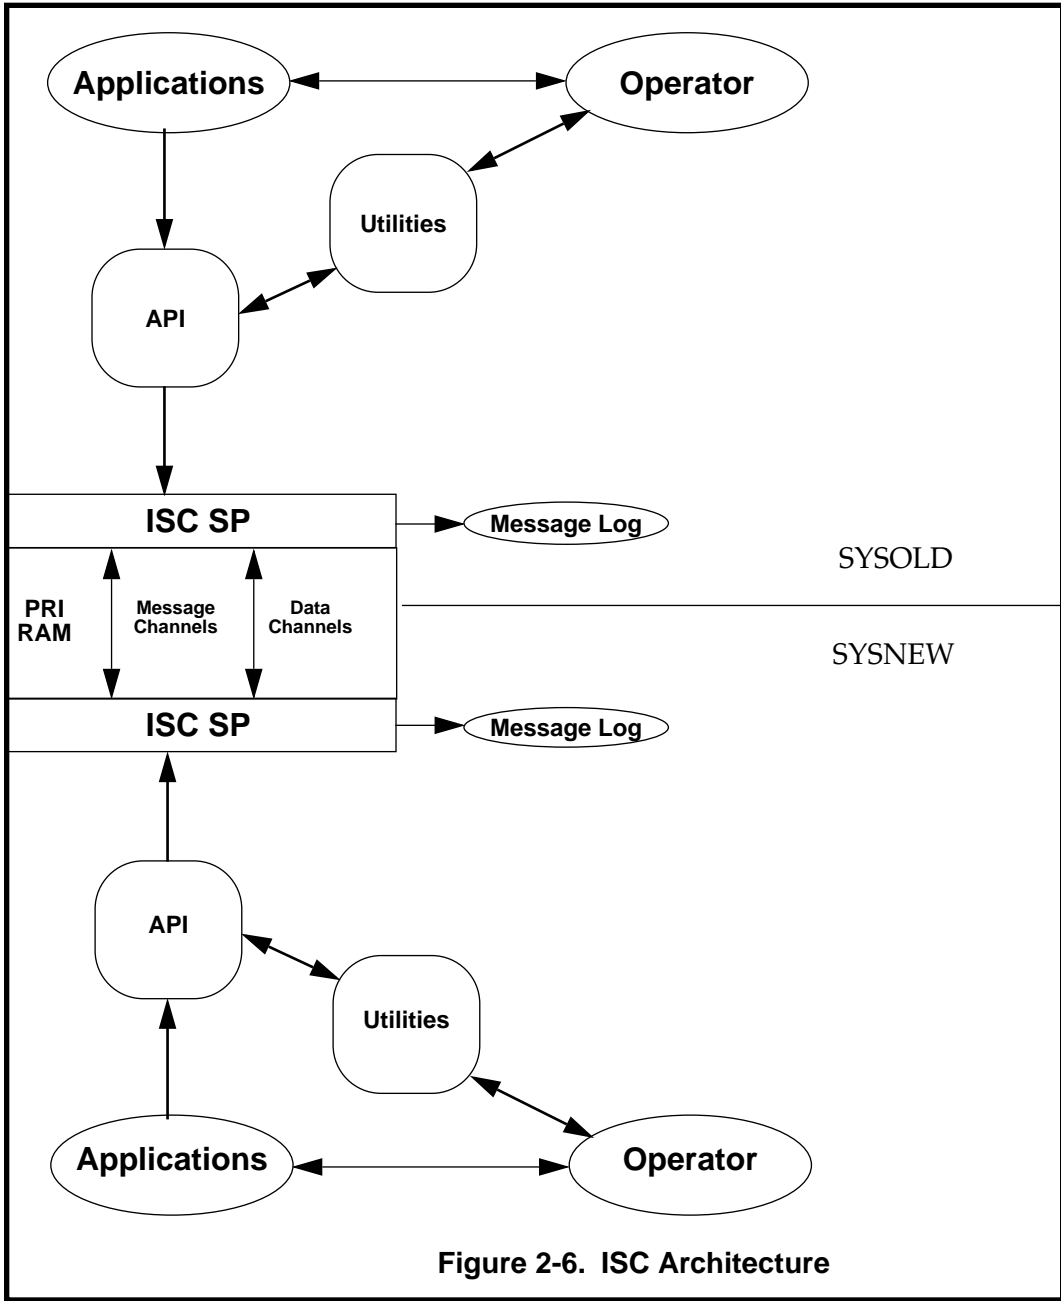 Applications
Operator
Utilities
API
ISC SP
Message Log
SYSOLD
PRI
RAM
Message
Channels
Data
Channels
SYSNEW
ISC SP
Message Log
API
Utilities
Applications
Operator
Figure 2-6. ISC Architecture